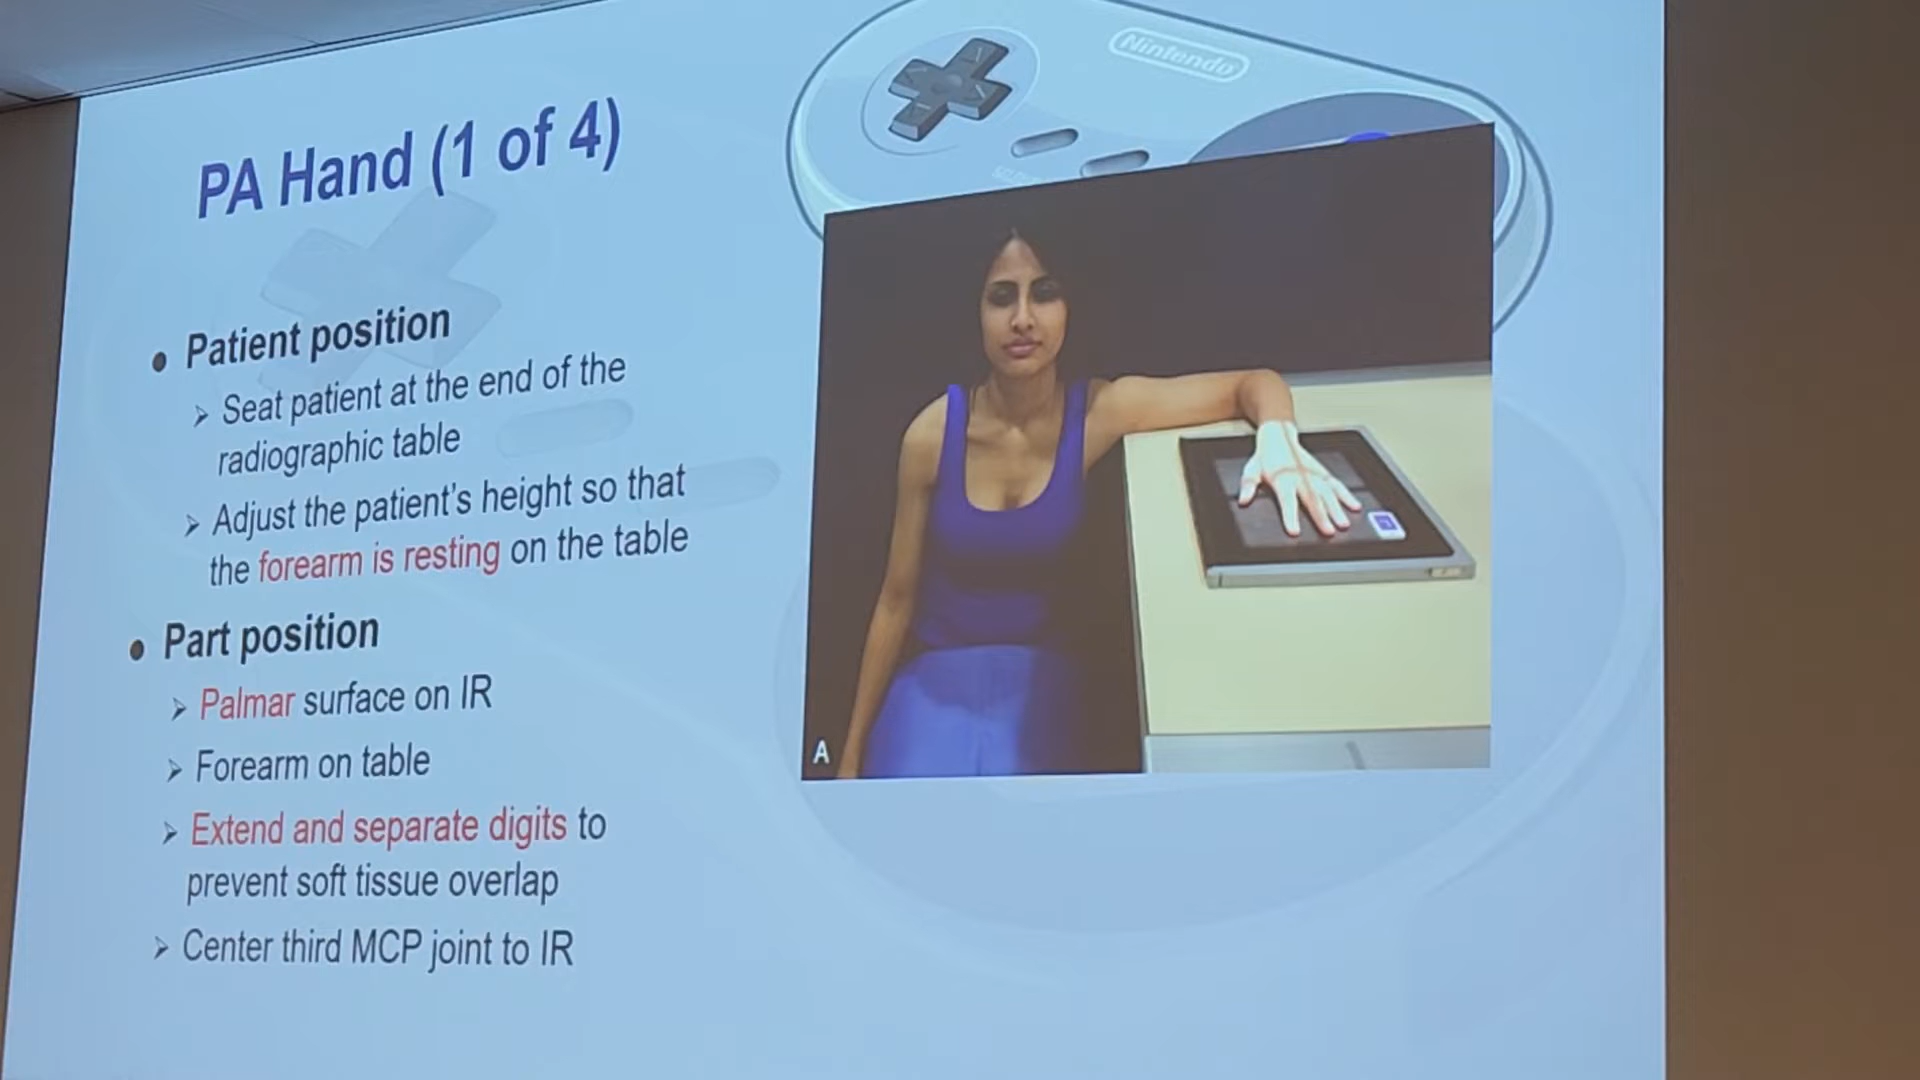 Nintendo
PA Hand (1 of 4)
• Patient position
➢ Seat patient at the end of the
radiographic table
➢ Adjust the patient's height so that
the forearm is resting on the table
• Part position
➢ Palmar surface on IR
➢ Forearm on table
➢ Extend and separate digits to
prevent soft tissue overlap
➢ Center third MCP joint to IR
A